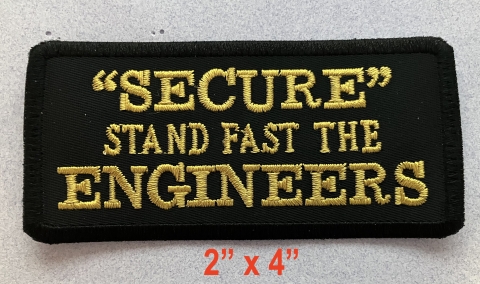 “SECURE”
STAND FAST THE
ENGINEERS
2” x 4”